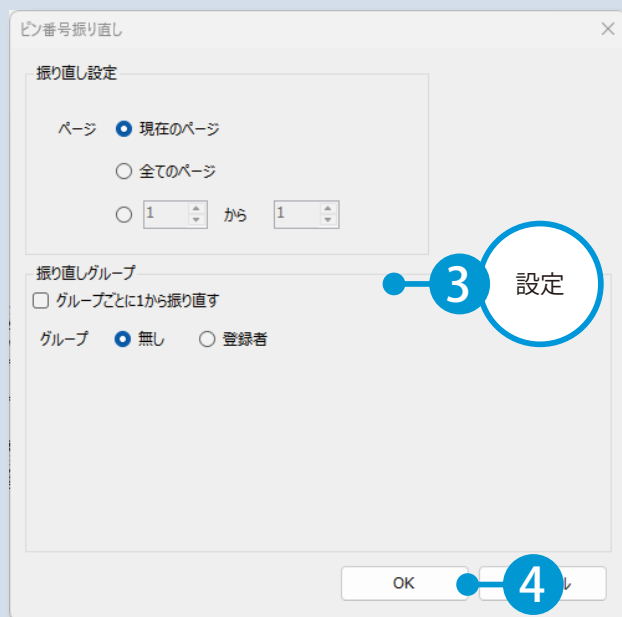 ピン番号振り直し
振り直し設定
ページ 現在のページ
全てのページ
1 から 1
振り直しグループ
3 設定
グループごとに1から振り直す
グループ 無し 登録者
OK
4 ル